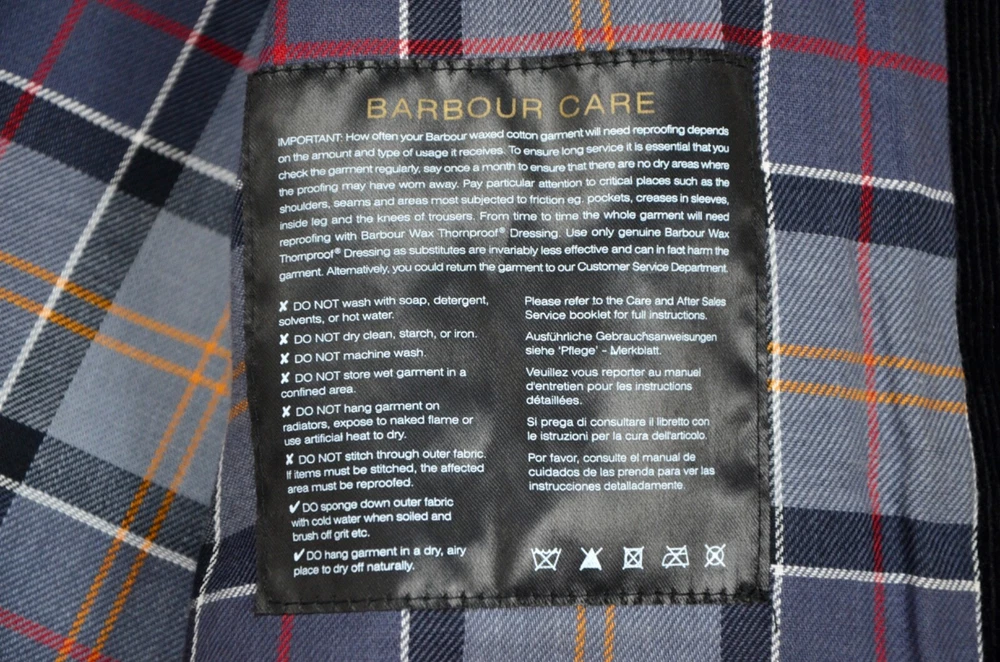 BARBOUR CARE
IMPORTANT: How often your Barbour waxed cotton garment will need reproofing depends
on the amount and type of usage it receives. To ensure long service it is essential that you
check the garment regularly, say once a month to ensure that there are no dry areas where
the proofing may have worn away. Pay particular attention to critical places such as the
shoulders, seams and areas most subjected to friction eg. pockets, creases in sleeves,
inside leg and the knees of trousers. From time to time the whole garment will need
reproofing with Barbour Wax Thornproof® Dressing. Use only genuine Barbour Wax
Thornproof® Dressing as substitutes are invariably less effective and can in fact harm the
garment. Alternatively, you could return the garment to our Customer Service Department.
✘ DO NOT wash with soap, detergent,
solvents, or hot water.
✘ DO NOT dry clean, starch, or iron.
✘ DO NOT machine wash.
✘ DO NOT store wet garment in a
confined area.
✘ DO NOT hang garment on
radiators, expose to naked flame or
use artificial heat to dry.
✘ DO NOT stitch through outer fabric.
If items must be stitched, the affected
area must be reproofed.
✔ DO sponge down outer fabric
with cold water when soiled and
brush off grit etc.
✔ DO hang garment in a dry, airy
place to dry off naturally.
Please refer to the Care and After Sales
Service booklet for full instructions.
Ausführliche Gebrauchsanweisungen
siehe 'Pflege' - Merkblatt.
Veuillez vous reporter au manuel
d'entretien pour les instructions
détaillées.
Si prega di consultare il libretto con
le istruzioni per la cura dell'articolo.
Por favor, consulte el manual de
cuidados de las prenda para ver las
instrucciones detalladamente.